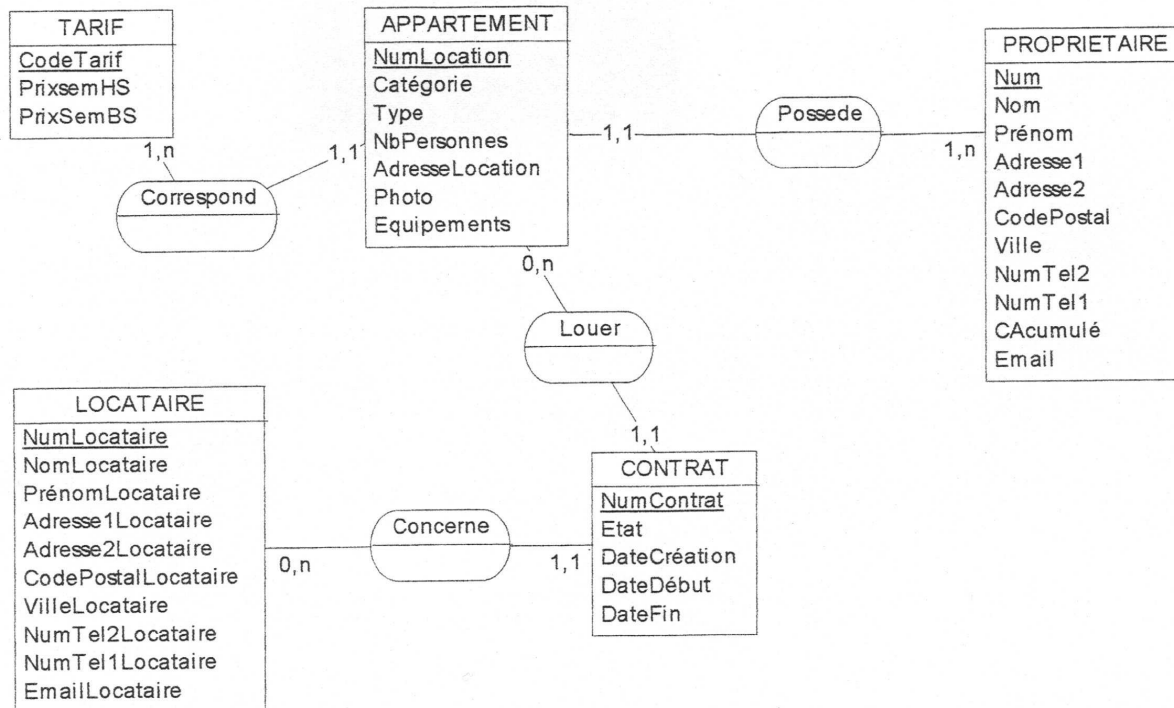 TARIF
CodeTarif
PrixsemHS
PrixSemBS
1,n
Correspond
1,1
APPARTEMENT
NumLocation
Catégorie
Type
NbPersonnes
AdresseLocation
Photo
Equipements
1,1
Possede
1,n
PROPRIETAIRE
Num
Nom
Prénom
Adresse1
Adresse2
CodePostal
Ville
NumTel2
NumTel1
CAcumulé
Email
0,n
Louer
1,1
LOCATAIRE
NumLocataire
NomLocataire
PrénomLocataire
Adresse1Locataire
Adresse2Locataire
CodePostalLocataire
VilleLocataire
NumTel2Locataire
NumTel1Locataire
EmailLocataire
0,n
Concerne
1,1
CONTRAT
NumContrat
Etat
DateCréation
DateDébut
DateFin